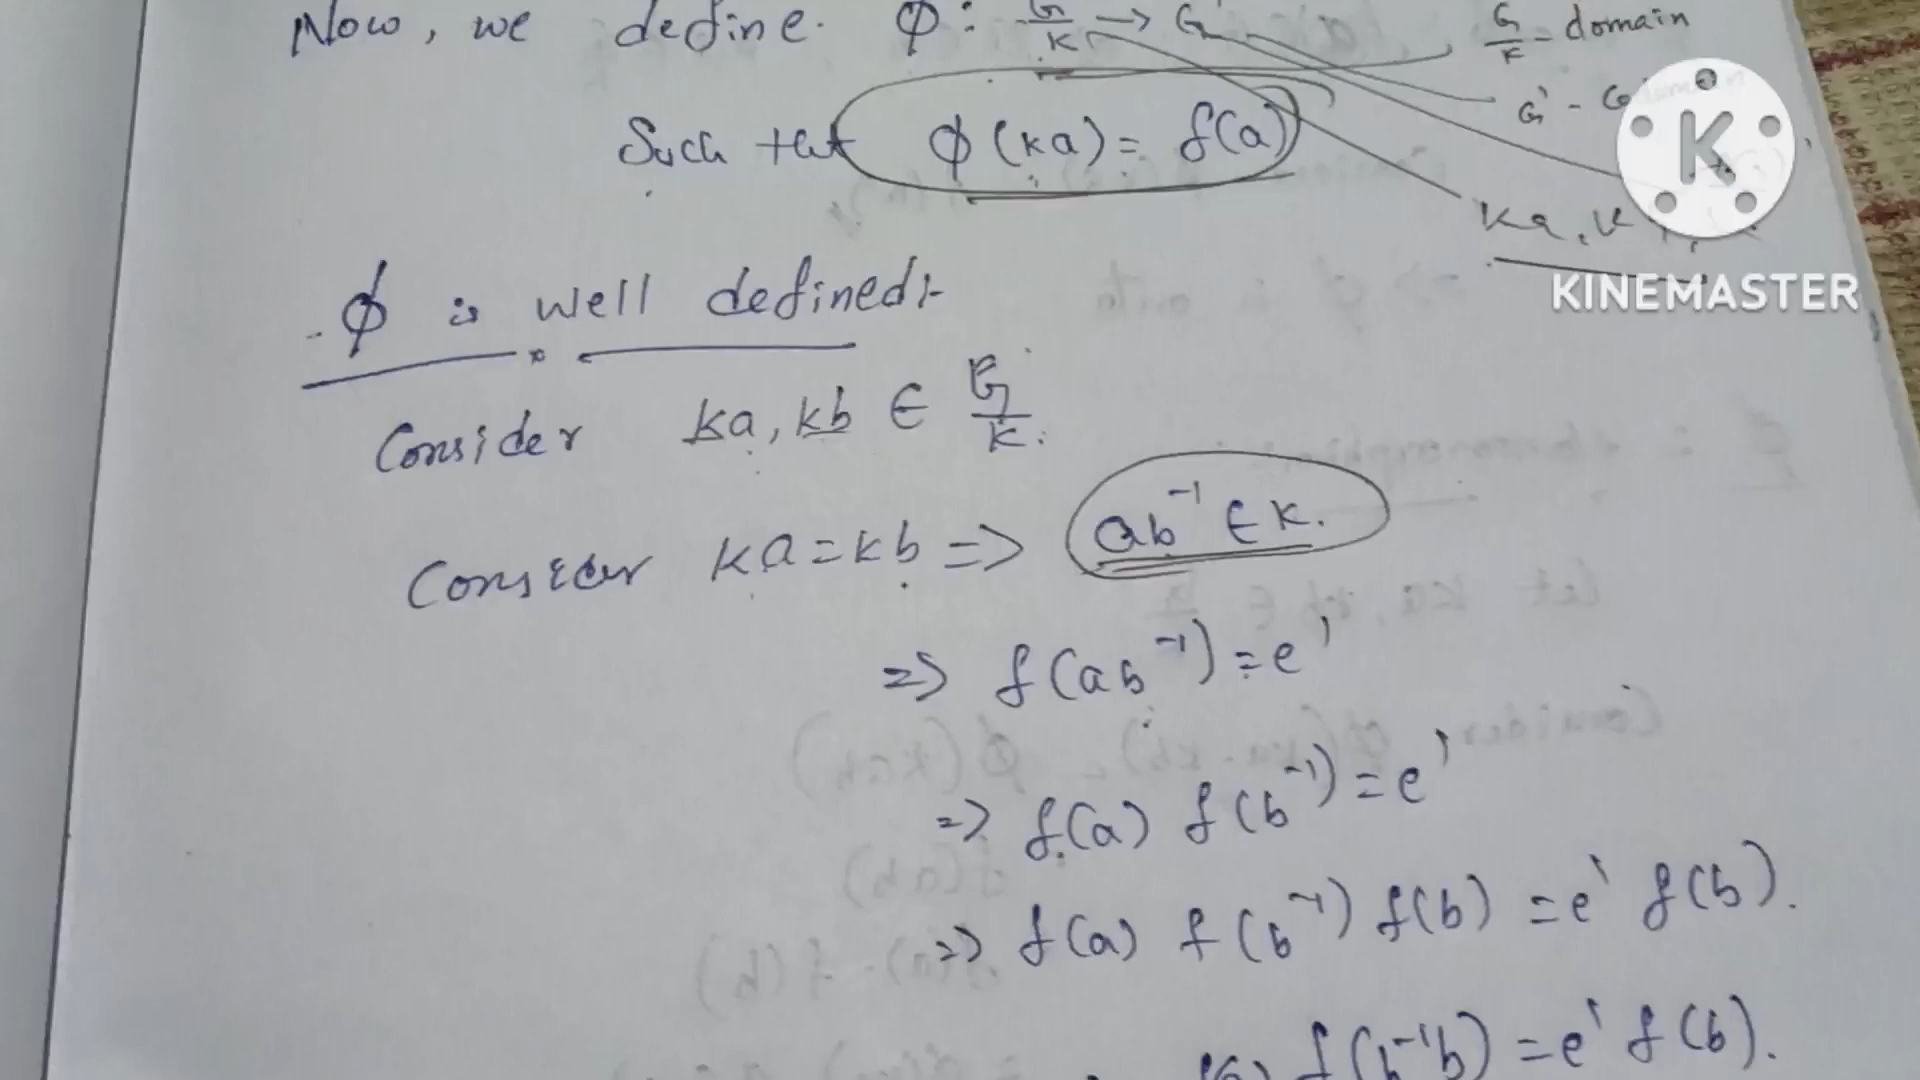 Now, we define. φ: G/K → G'
G/K = domain
G' - Co
Such that φ(ka) = f(a)
ka, k
KINEMASTER
φ is well defined:-
Consider ka, kb ∈ G/K.
Consider ka = kb => ab⁻¹ ∈ k.
=> f(ab⁻¹) = e'
=> f(a) f(b⁻¹) = e'
=> f(a) f(b⁻¹) f(b) = e' f(b).
f(b⁻¹b) = e' f(b).